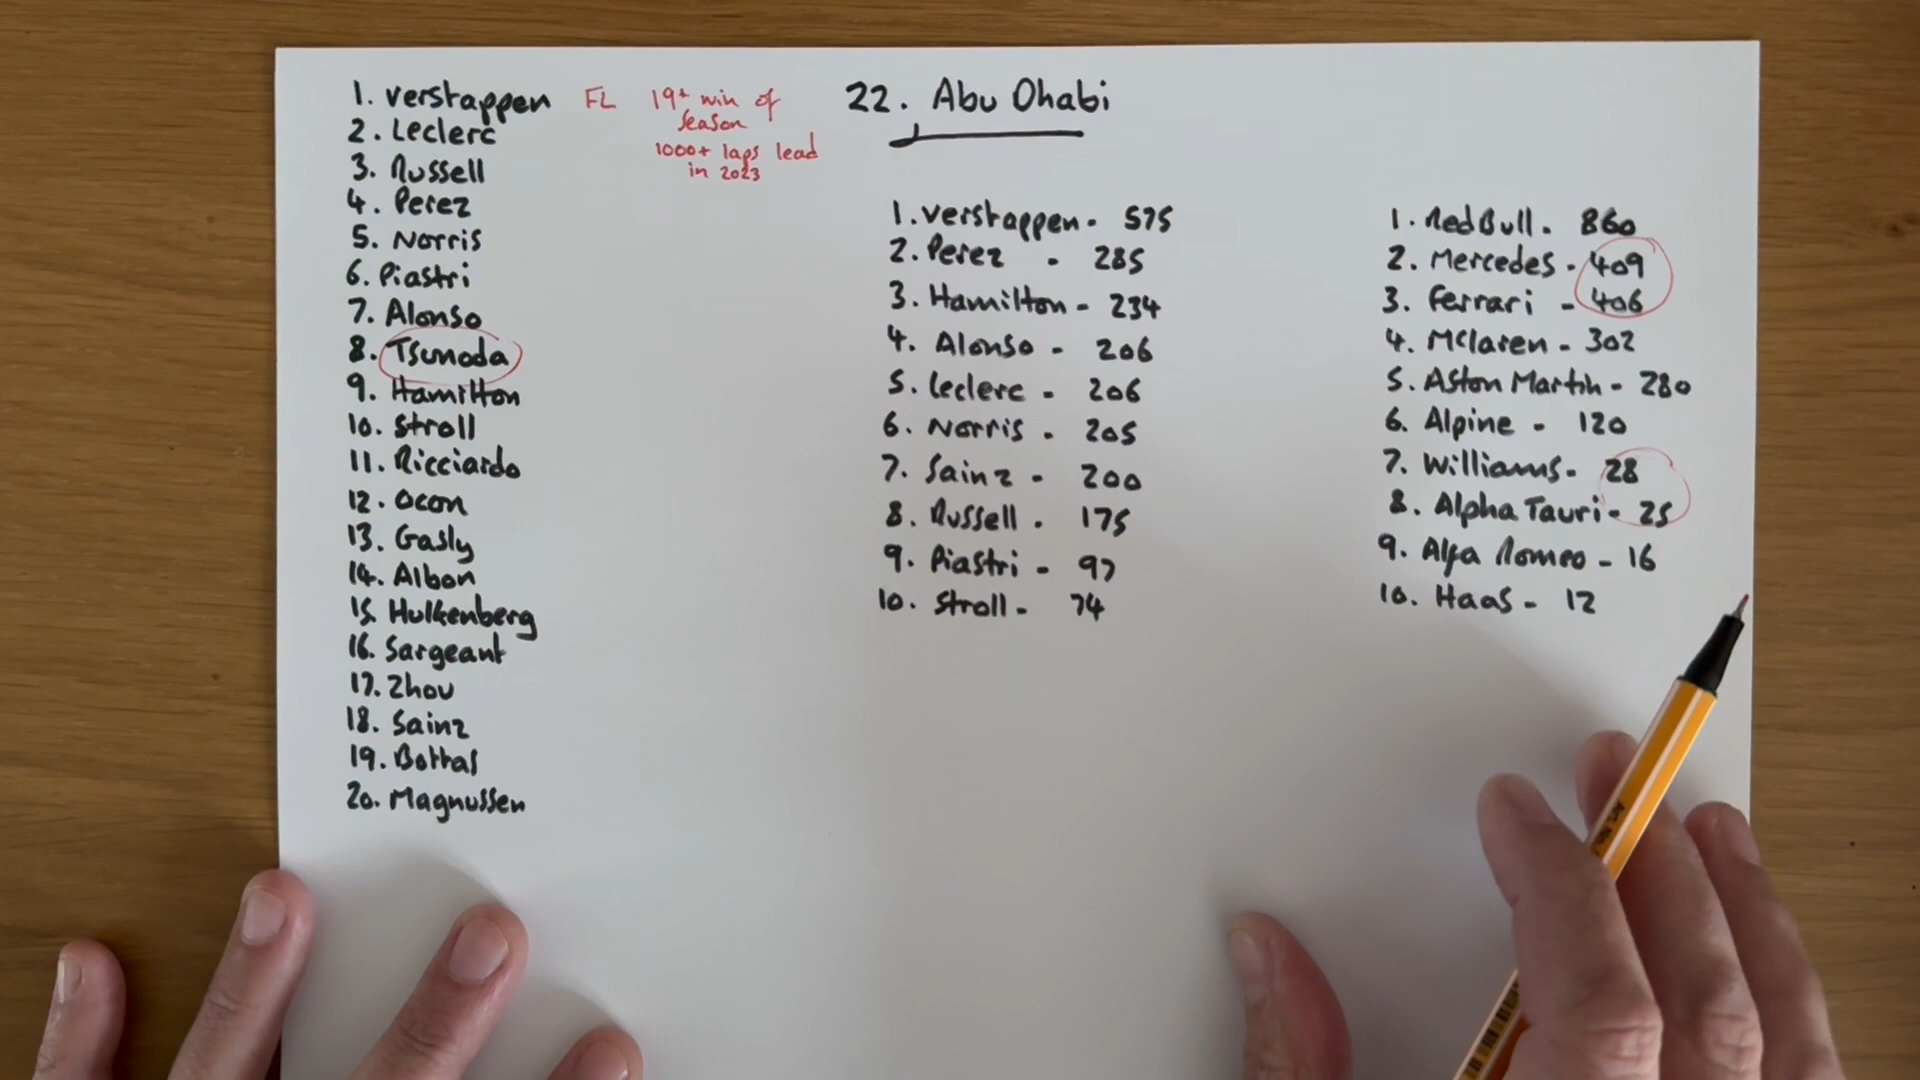 1. Verstappen FL 19th win of
season
1000+ laps lead
in 2023
2. Leclerc
3. Russell
4. Perez
5. Norris
6. Piastri
7. Alonso
8. Tsunoda
9. Hamilton
10. Stroll
11. Ricciardo
12. Ocon
13. Gasly
14. Albon
15. Hulkenberg
16. Sargeant
17. Zhou
18. Sainz
19. Bottas
20. Magnussen
22. Abu Dhabi
1. Verstappen - 575
2. Perez - 285
3. Hamilton - 234
4. Alonso - 206
5. Leclerc - 206
6. Norris - 205
7. Sainz - 200
8. Russell - 175
9. Piastri - 97
10. Stroll - 74
1. Red Bull - 860
2. Mercedes - 409
3. Ferrari - 406
4. McLaren - 302
5. Aston Martin - 280
6. Alpine - 120
7. Williams - 28
8. Alpha Tauri - 25
9. Alfa Romeo - 16
10. Haas - 12